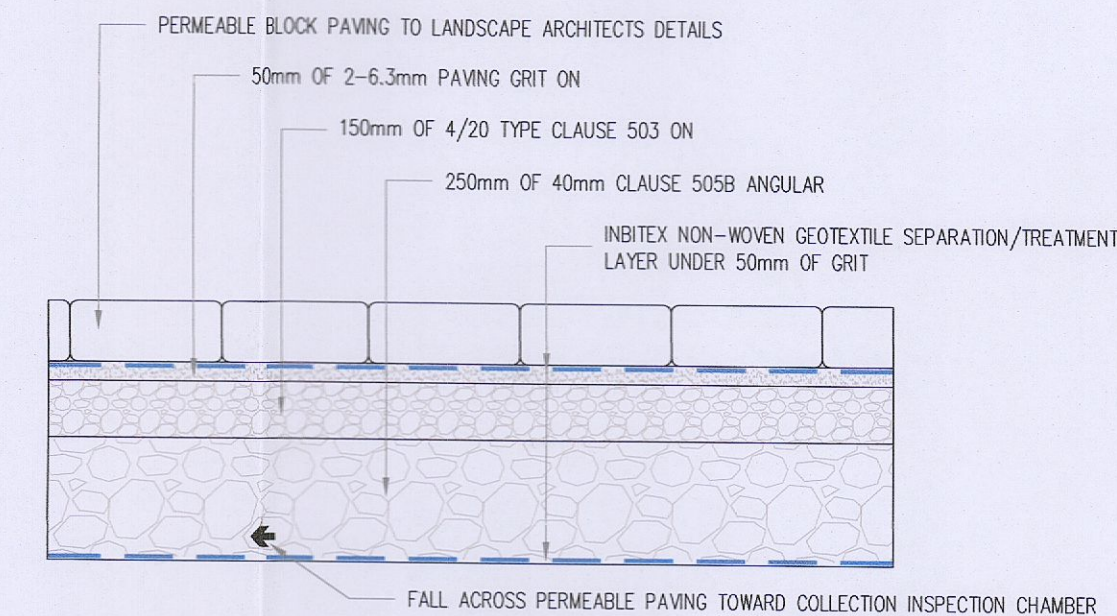 PERMEABLE BLOCK PAVING TO LANDSCAPE ARCHITECTS DETAILS
50mm OF 2-6.3mm PAVING GRIT ON
150mm OF 4/20 TYPE CLAUSE 503 ON
250mm OF 40mm CLAUSE 505B ANGULAR
INBITEX NON-WOVEN GEOTEXTILE SEPARATION/TREATMENT
LAYER UNDER 50mm OF GRIT
FALL ACROSS PERMEABLE PAVING TOWARD COLLECTION INSPECTION CHAMBER